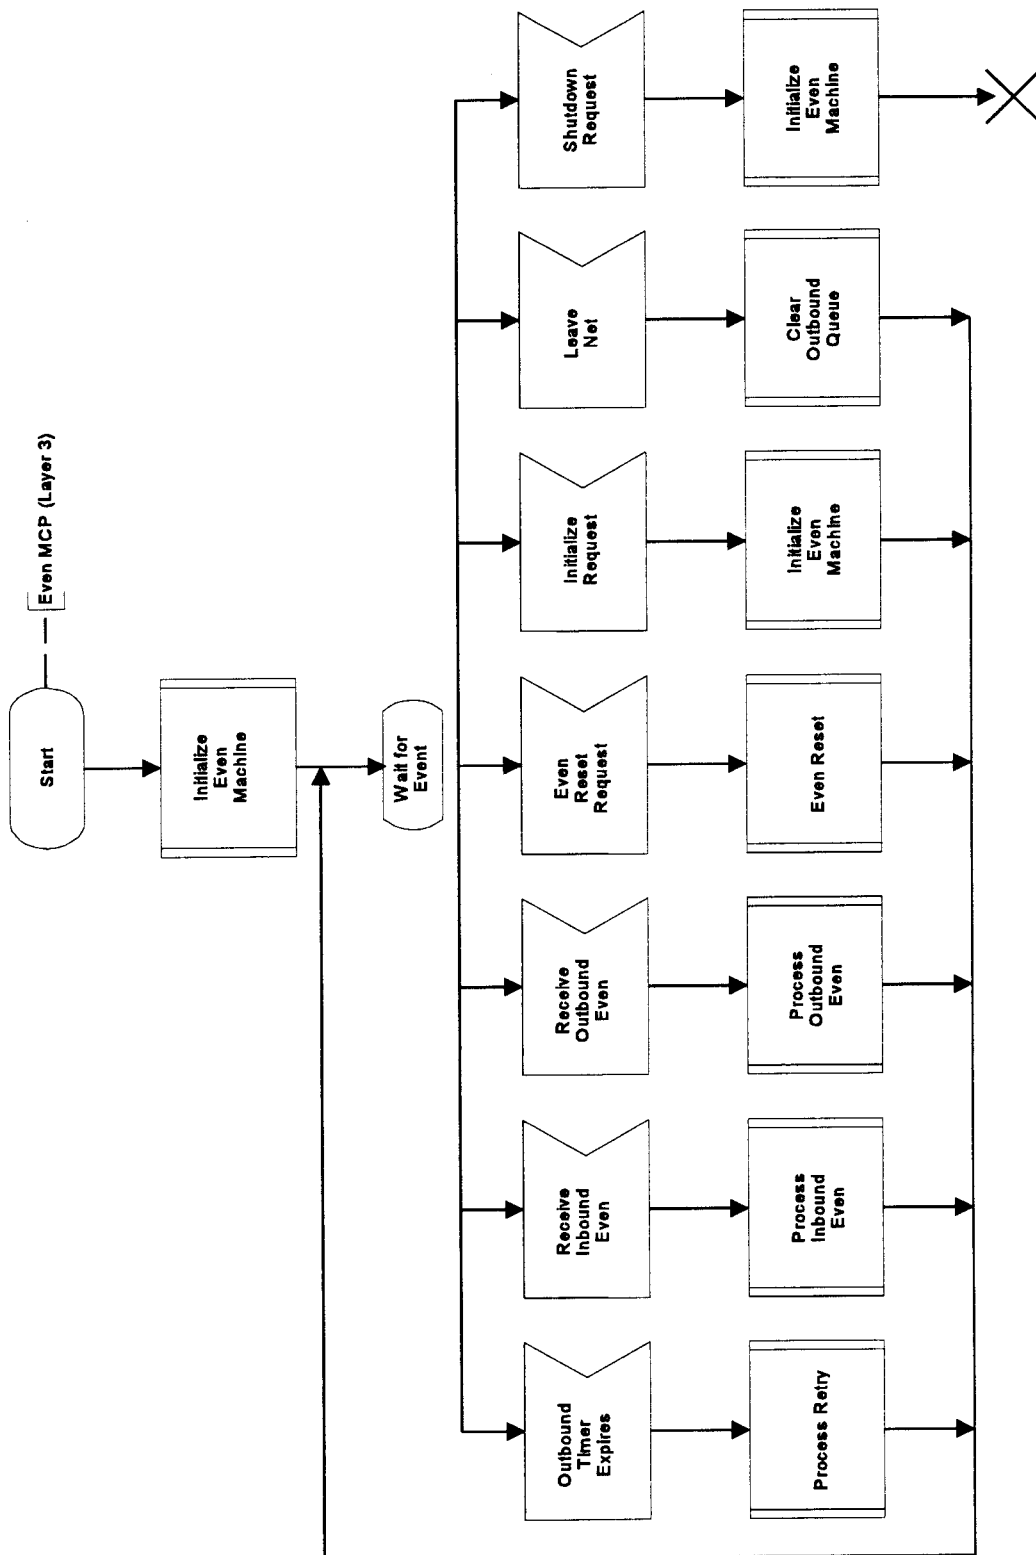 Start
Even MCP (Layer 3)
Initialize
Even
Machine
Wait for
Event
Outbound
Timer
Expires
Receive
Inbound
Even
Receive
Outbound
Even
Even
Reset
Request
Initialize
Request
Leave
Net
Shutdown
Request
Process Retry
Process
Inbound
Even
Process
Outbound
Even
Even Reset
Initialize
Even
Machine
Clear
Outbound
Queue
Initialize
Even
Machine